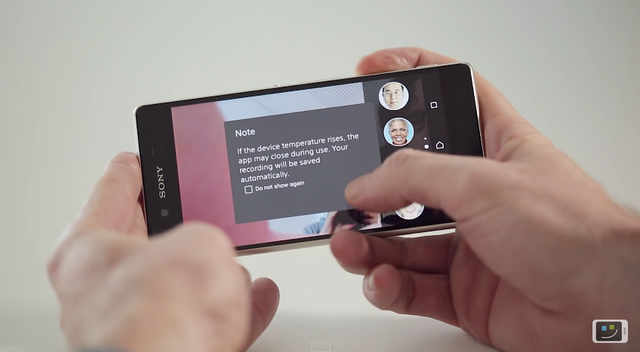 SONY
Note
If the device temperature rises, the
app may close during use. Your
recording will be saved
automatically.
Do not show again